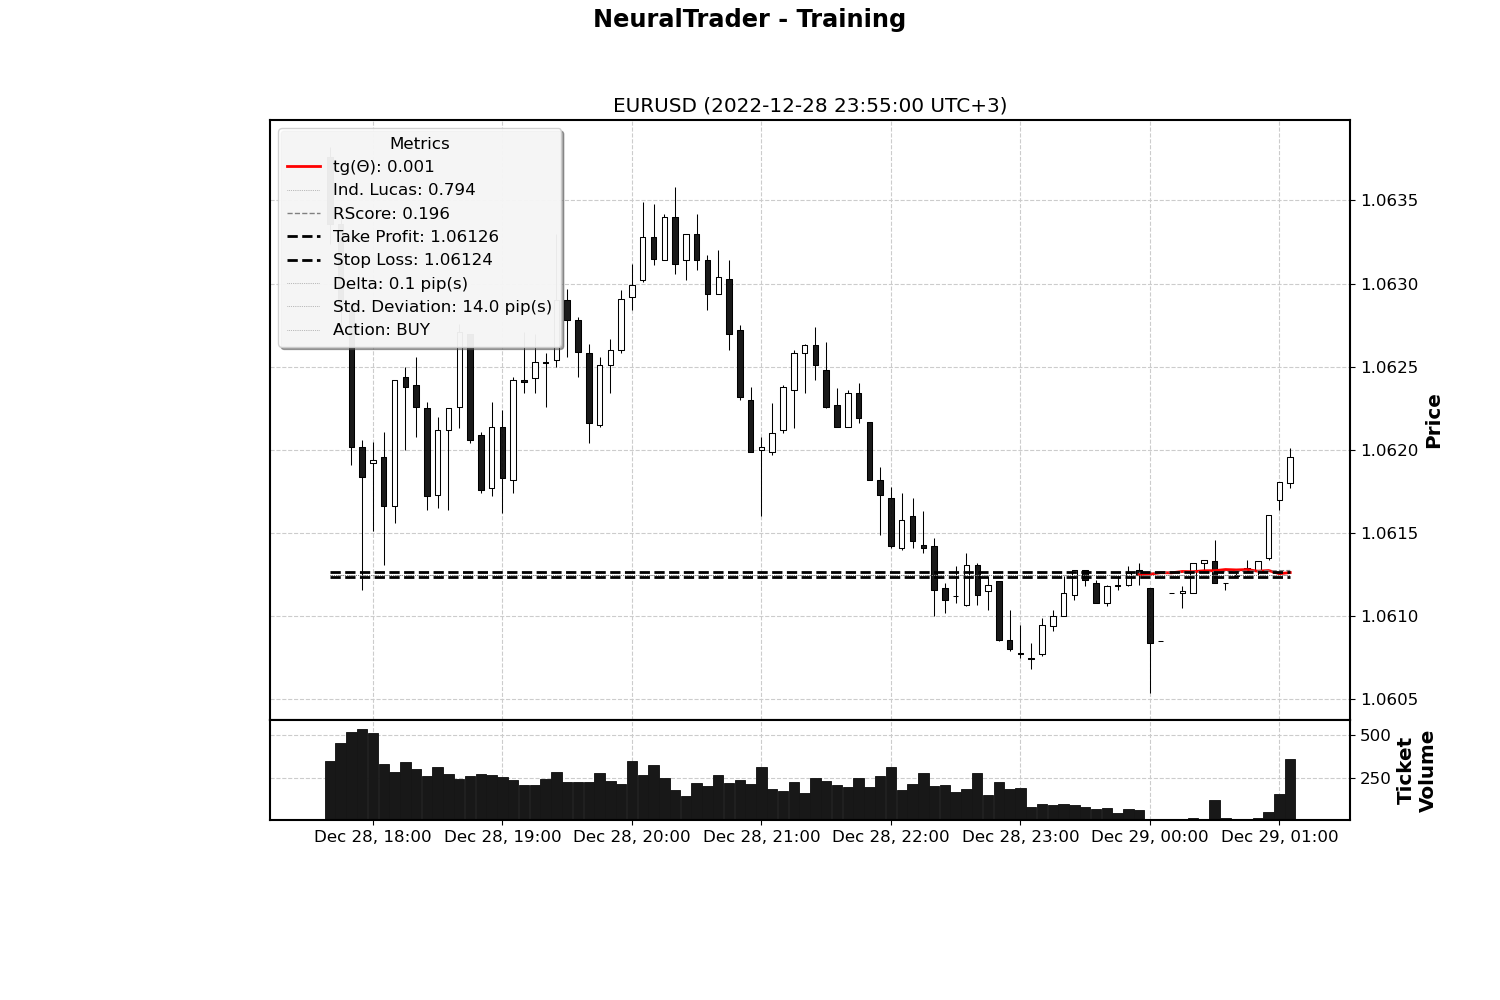 NeuralTrader - Training
EURUSD (2022-12-28 23:55:00 UTC+3)
Metrics
tg(Θ): 0.001
Ind. Lucas: 0.794
RScore: 0.196
Take Profit: 1.06126
Stop Loss: 1.06124
Delta: 0.1 pip(s)
Std. Deviation: 14.0 pip(s)
Action: BUY
1.0635
1.0630
1.0625
1.0620
1.0615
1.0610
1.0605
Price
500
250
Ticket
Volume
Dec 28, 18:00
Dec 28, 19:00
Dec 28, 20:00
Dec 28, 21:00
Dec 28, 22:00
Dec 28, 23:00
Dec 29, 00:00
Dec 29, 01:00